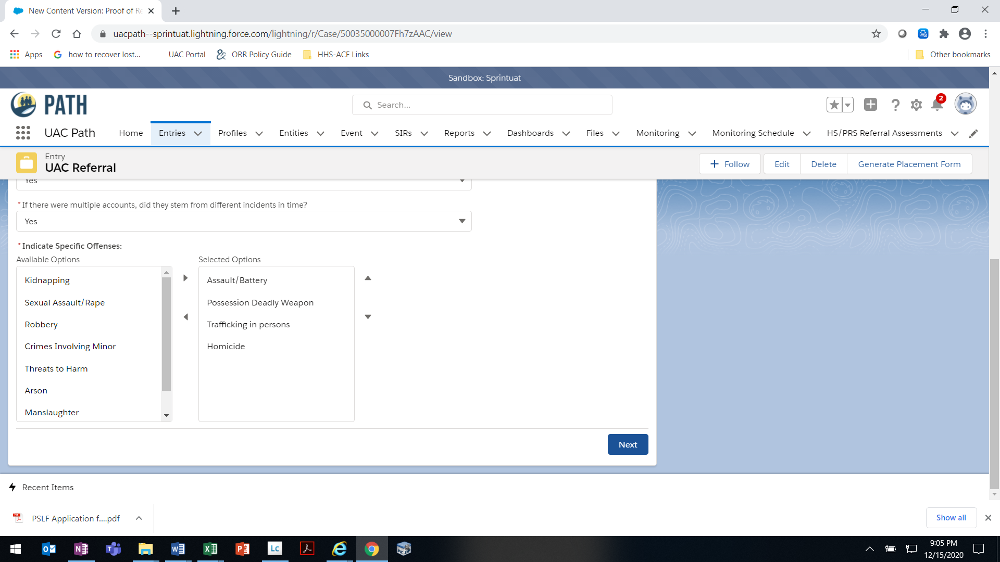 New Content Version: Proof of Re
uacpath--sprintuat.lightning.force.com/lightning/r/Case/50035000007Fh7zAAC/view
Apps how to recover lost... UAC Portal ORR Policy Guide HHS-ACF Links Other bookmarks
Sandbox: Sprintuat
PATH Search... 2
UAC Path Home Entries Profiles Entities Event SIRs Reports Dashboards Files Monitoring Monitoring Schedule HS/PRS Referral Assessments
Entry
UAC Referral
+ Follow Edit Delete Generate Placement Form
Yes
*If there were multiple accounts, did they stem from different incidents in time?
Yes
*Indicate Specific Offenses:
Available Options Selected Options
Kidnapping Assault/Battery
Sexual Assault/Rape Possession Deadly Weapon
Robbery Trafficking in persons
Crimes Involving Minor Homicide
Threats to Harm
Arson
Manslaughter
Next
Recent Items
PSLF Application f....pdf Show all
Lc
9:05 PM
12/15/2020